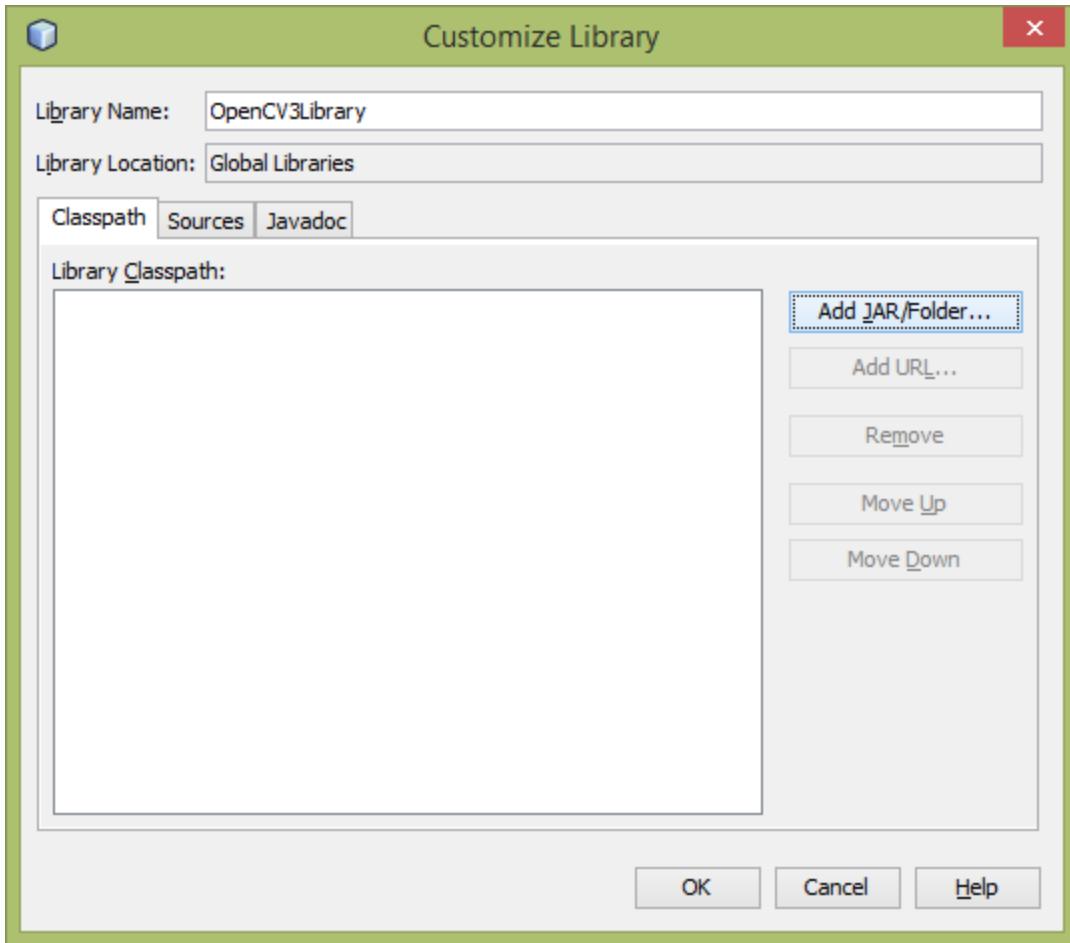 Customize Library
Library Name: OpenCV3Library
Library Location: Global Libraries
Classpath Sources Javadoc
Library Classpath:
Add JAR/Folder...
Add URL...
Remove
Move Up
Move Down
OK Cancel Help